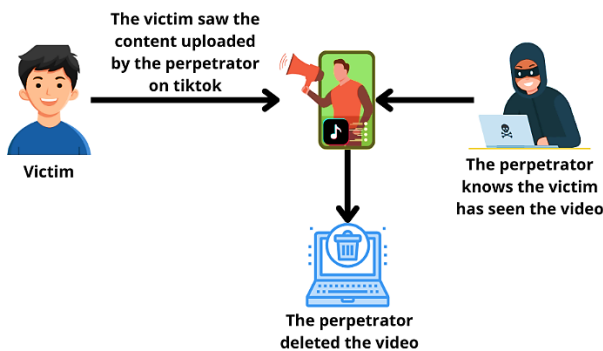 The victim saw the
content uploaded
by the perpetrator
on tiktok
Victim
The perpetrator
knows the victim
has seen the video
The perpetrator
deleted the video